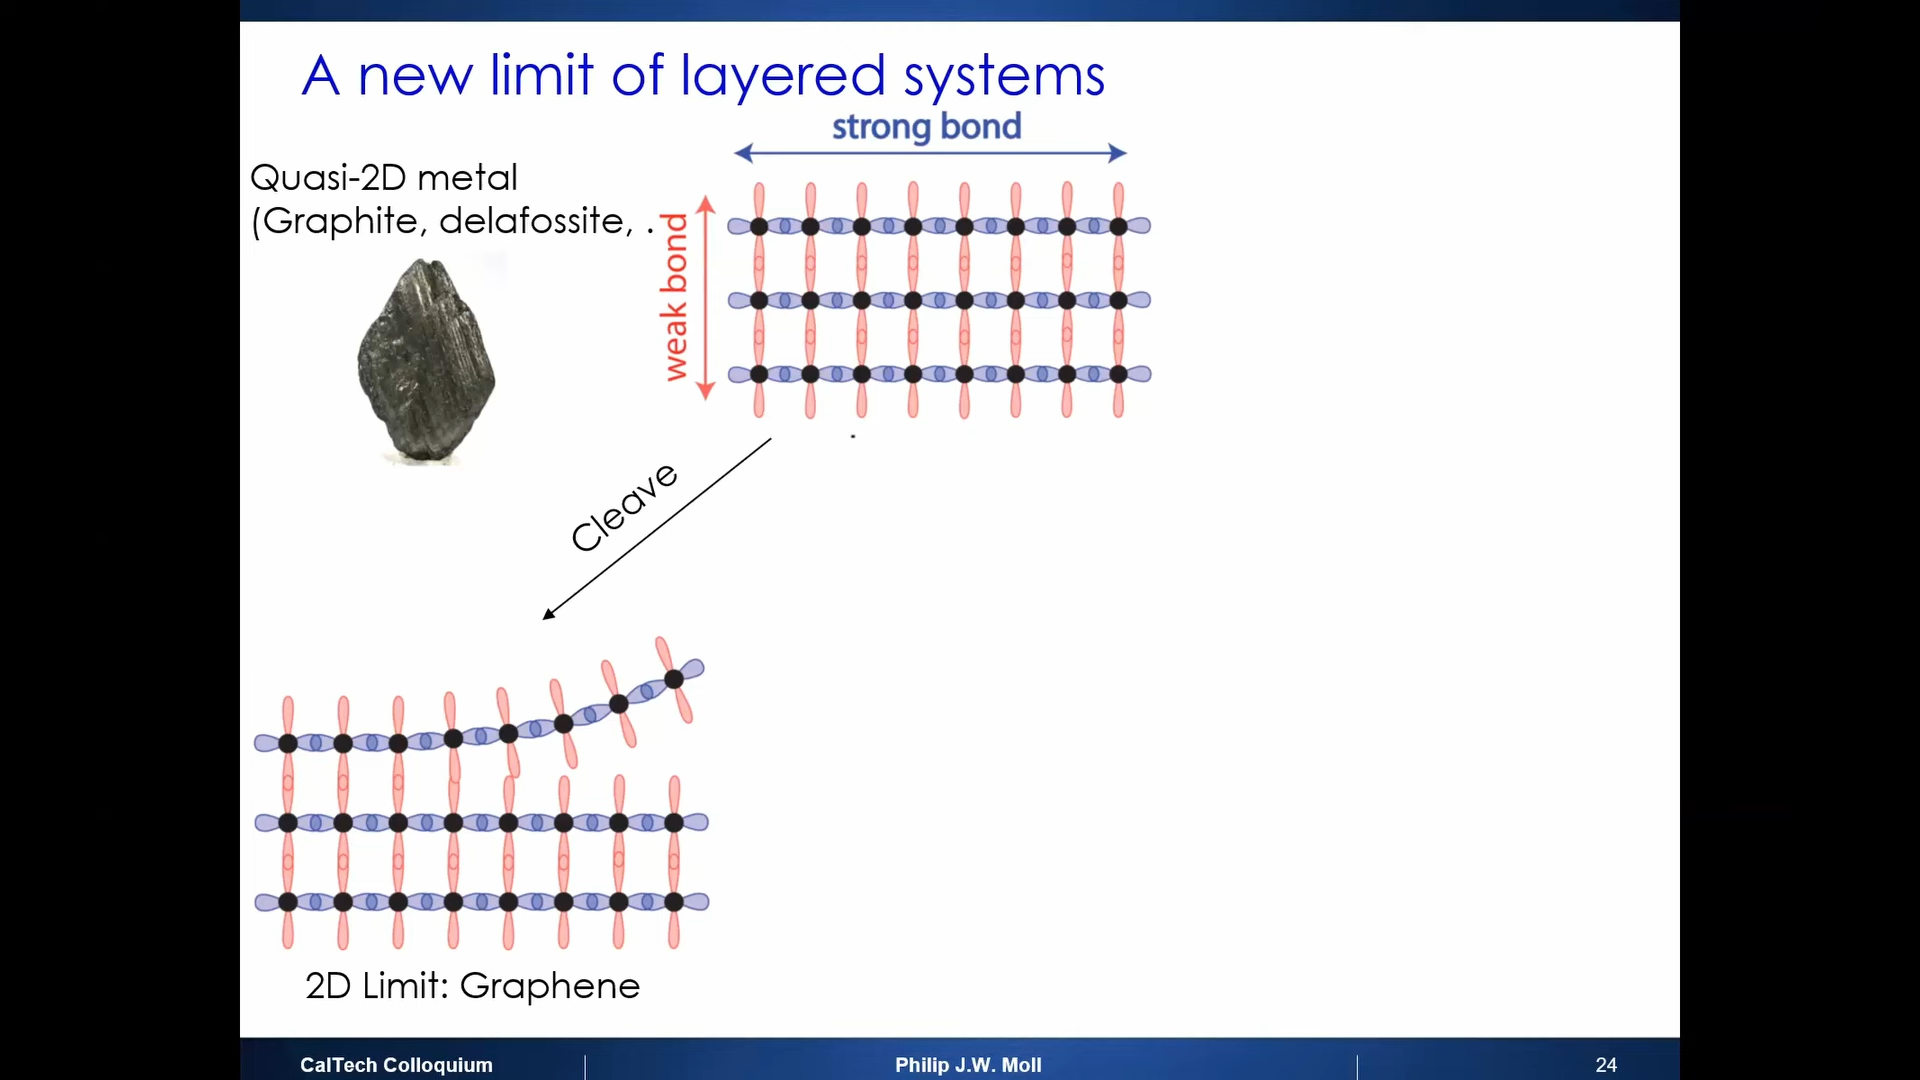 A new limit of layered systems
strong bond
Quasi-2D metal
(Graphite, delafossite, .
weak bond
Cleave
2D Limit: Graphene
CalTech Colloquium
Philip J.W. Moll
24